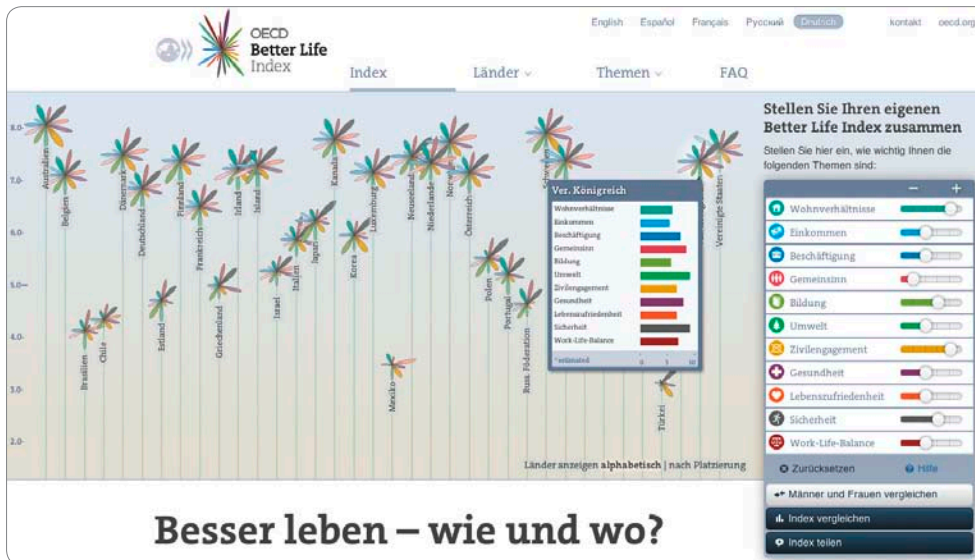 English Español Français Русский Deutsch kontakt oecd.org
OECD
Better Life
Index
Index Länder Themen FAQ
Stellen Sie Ihren eigenen
Better Life Index zusammen
Stellen Sie hier ein, wie wichtig Ihnen die
folgenden Themen sind:
8.0
7.0
6.0
5.0
4.0
3.0
2.0
Australien
Belgien
Brasilien
Chile
Dänemark
Deutschland
Estland
Finnland
Frankreich
Griechenland
Irland
Island
Israel
Italien
Japan
Kanada
Korea
Luxemburg
Mexiko
Neuseeland
Niederlande
Norwegen
Österreich
Polen
Portugal
Russ. Föderation
Türkei
Vereinigte Staaten
Ver. Königreich
Wohnverhältnisse
Einkommen
Beschäftigung
Gemeinsinn
Bildung
Umwelt
Zivilengagement
Gesundheit
Lebenszufriedenheit
Sicherheit
Work-Life-Balance
* estimated 0 5 10
Wohnverhältnisse
Einkommen
Beschäftigung
Gemeinsinn
Bildung
Umwelt
Zivilengagement
Gesundheit
Lebenszufriedenheit
Sicherheit
Work-Life-Balance
Zurücksetzen Hilfe
Männer und Frauen vergleichen
Index vergleichen
Index teilen
Länder anzeigen alphabetisch | nach Platzierung
Besser leben – wie und wo?